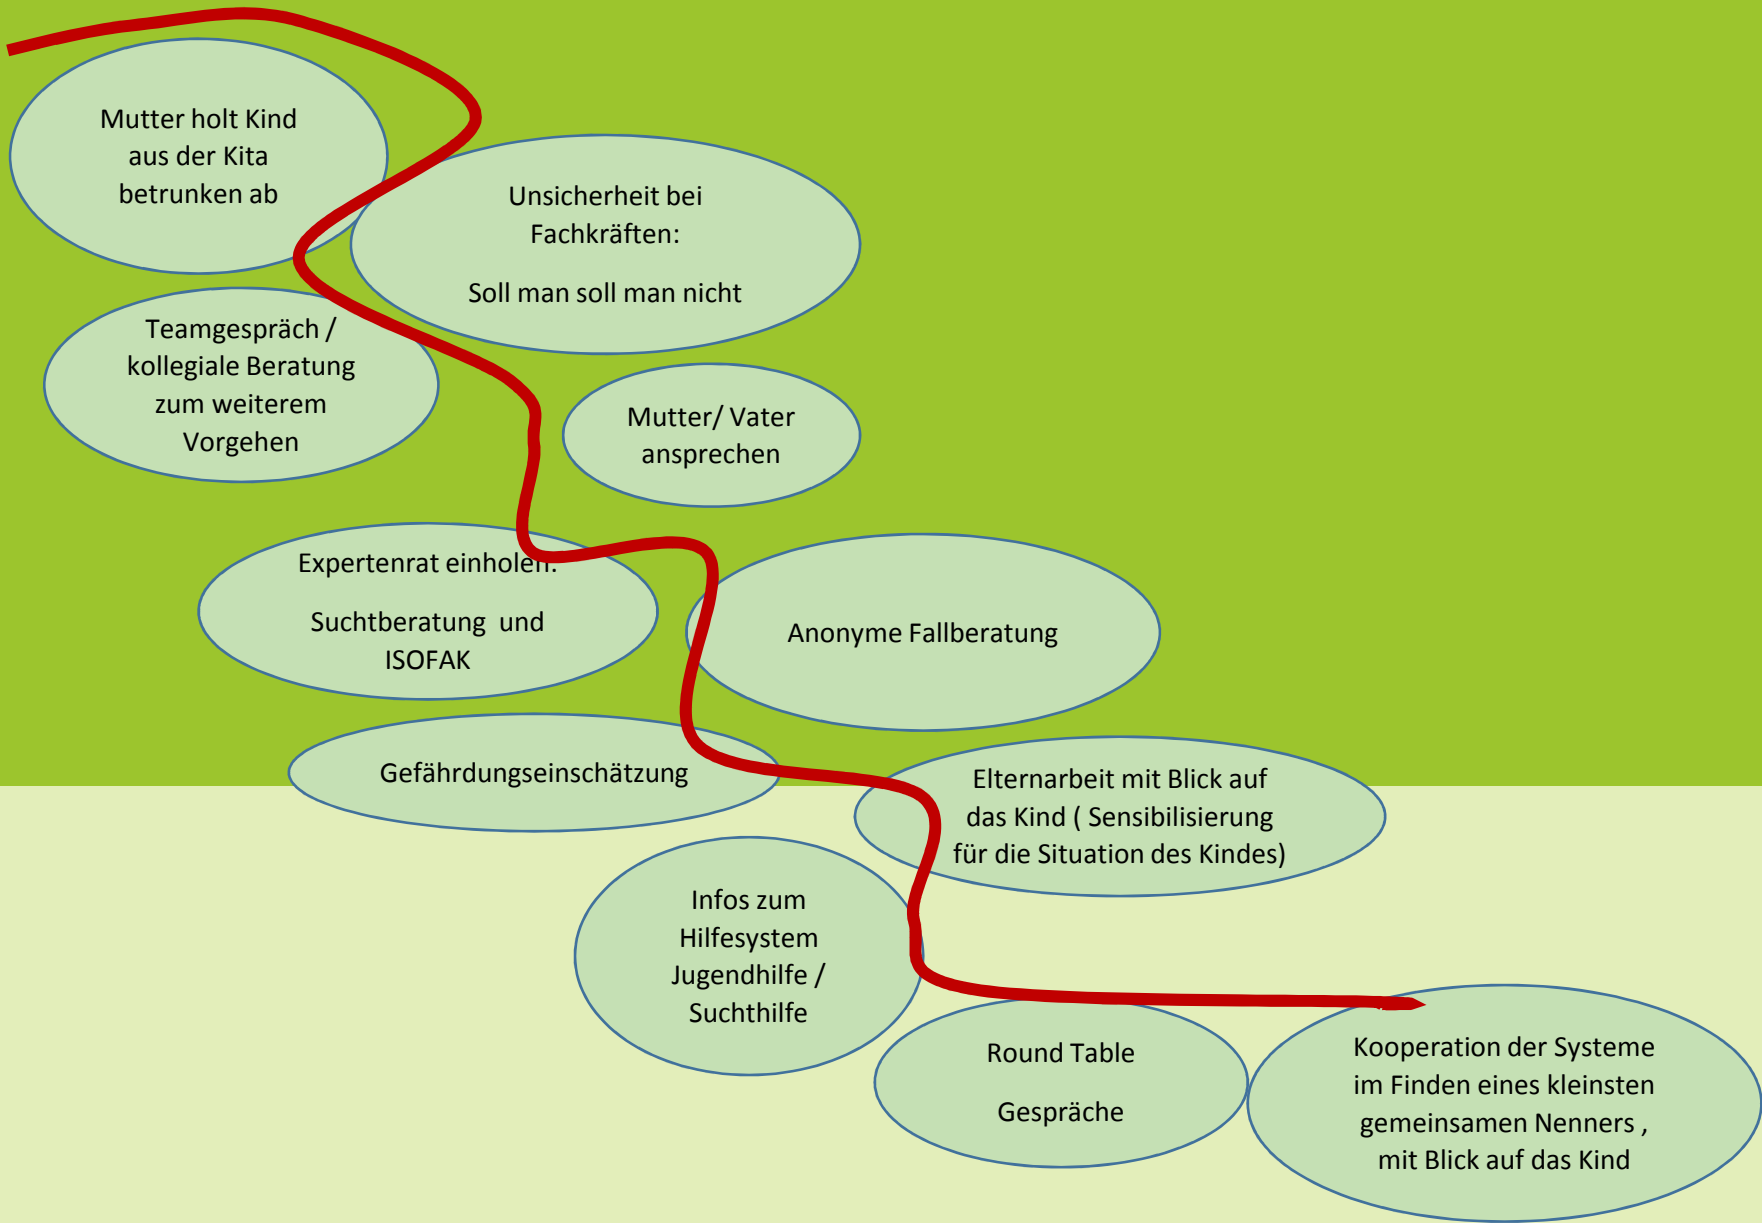 Mutter holt Kind
aus der Kita
betrunken ab
Unsicherheit bei
Fachkräften:
Soll man soll man nicht
Teamgespräch /
kollegiale Beratung
zum weiterem
Vorgehen
Mutter/ Vater
ansprechen
Expertenrat einholen:
Suchtberatung  und
ISOFAK
Anonyme Fallberatung
Gefährdungseinschätzung
Elternarbeit mit Blick auf
das Kind ( Sensibilisierung
für die Situation des Kindes)
Infos zum
Hilfesystem
Jugendhilfe /
Suchthilfe
Round Table
Gespräche
Kooperation der Systeme
im Finden eines kleinsten
gemeinsamen Nenners ,
mit Blick auf das Kind